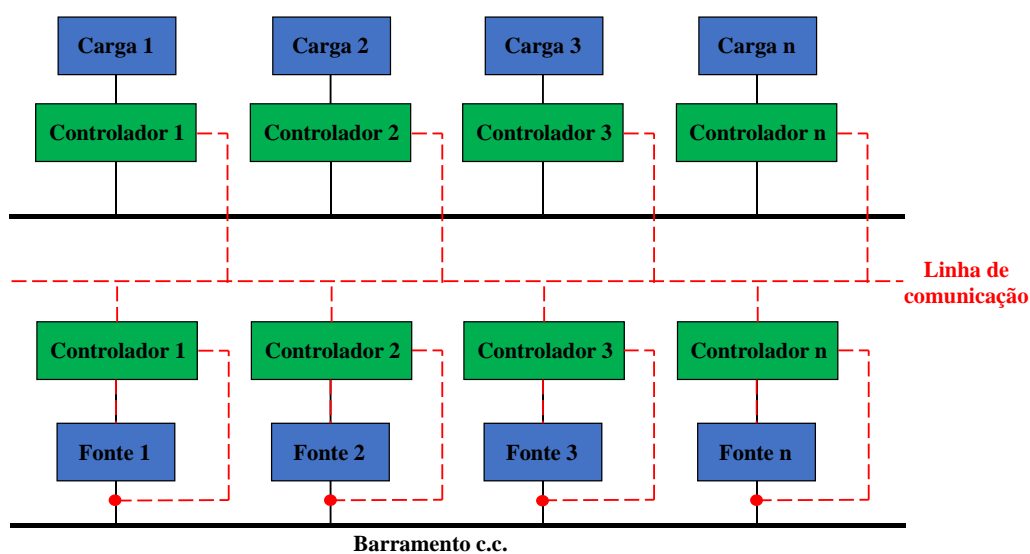 Carga 1
Carga 2
Carga 3
Carga n
Controlador 1
Controlador 2
Controlador 3
Controlador n
Linha de
comunicação
Controlador 1
Controlador 2
Controlador 3
Controlador n
Fonte 1
Fonte 2
Fonte 3
Fonte n
Barramento c.c.